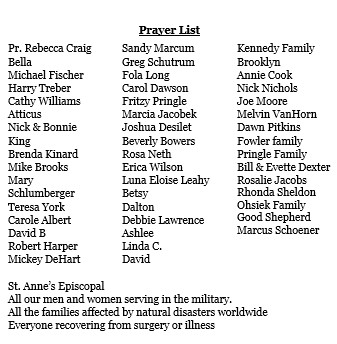 Prayer List
Pr. Rebecca Craig
Bella
Michael Fischer
Harry Treber
Cathy Williams
Atticus
Nick & Bonnie
King
Brenda Kinard
Mike Brooks
Mary
Schlumberger
Teresa York
Carole Albert
David B
Robert Harper
Mickey DeHart
Sandy Marcum
Greg Schutrum
Fola Long
Carol Dawson
Fritzy Pringle
Marcia Jacobek
Joshua Desilet
Beverly Bowers
Rosa Neth
Erica Wilson
Luna Eloise Leahy
Betsy
Dalton
Debbie Lawrence
Ashlee
Linda C.
David
Kennedy Family
Brooklyn
Annie Cook
Nick Nichols
Joe Moore
Melvin VanHorn
Dawn Pitkins
Fowler family
Pringle Family
Bill & Evette Dexter
Rosalie Jacobs
Rhonda Sheldon
Ohsiek Family
Good Shepherd
Marcus Schoener
St. Anne's Episcopal
All our men and women serving in the military.
All the families affected by natural disasters worldwide
Everyone recovering from surgery or illness